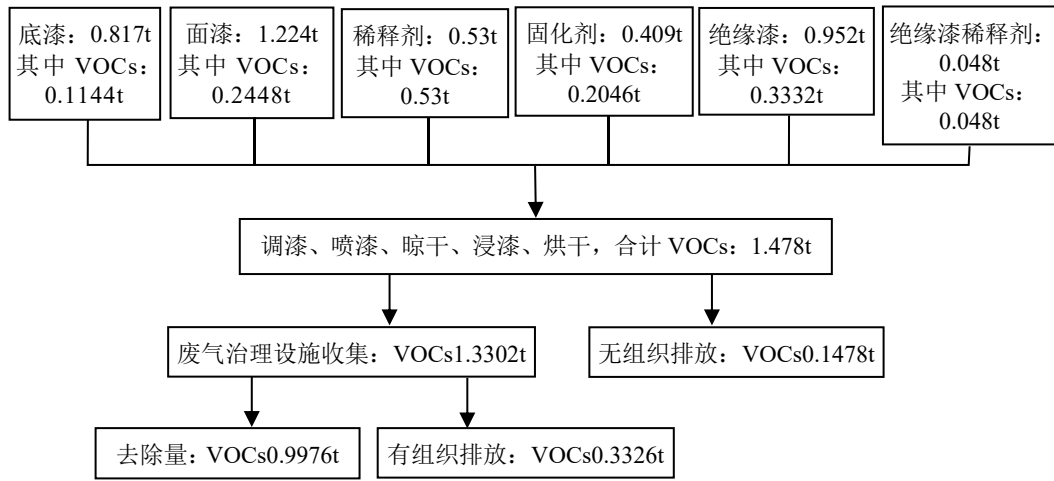 底漆：0.817t
其中 VOCs：
0.1144t
面漆：1.224t
其中 VOCs：
0.2448t
稀释剂：0.53t
其中 VOCs：
0.53t
固化剂：0.409t
其中 VOCs：
0.2046t
绝缘漆：0.952t
其中 VOCs：
0.3332t
绝缘漆稀释剂：
0.048t
其中 VOCs：
0.048t
调漆、喷漆、晾干、浸漆、烘干，合计 VOCs：1.478t
废气治理设施收集：VOCs1.3302t
无组织排放：VOCs0.1478t
去除量：VOCs0.9976t
有组织排放：VOCs0.3326t